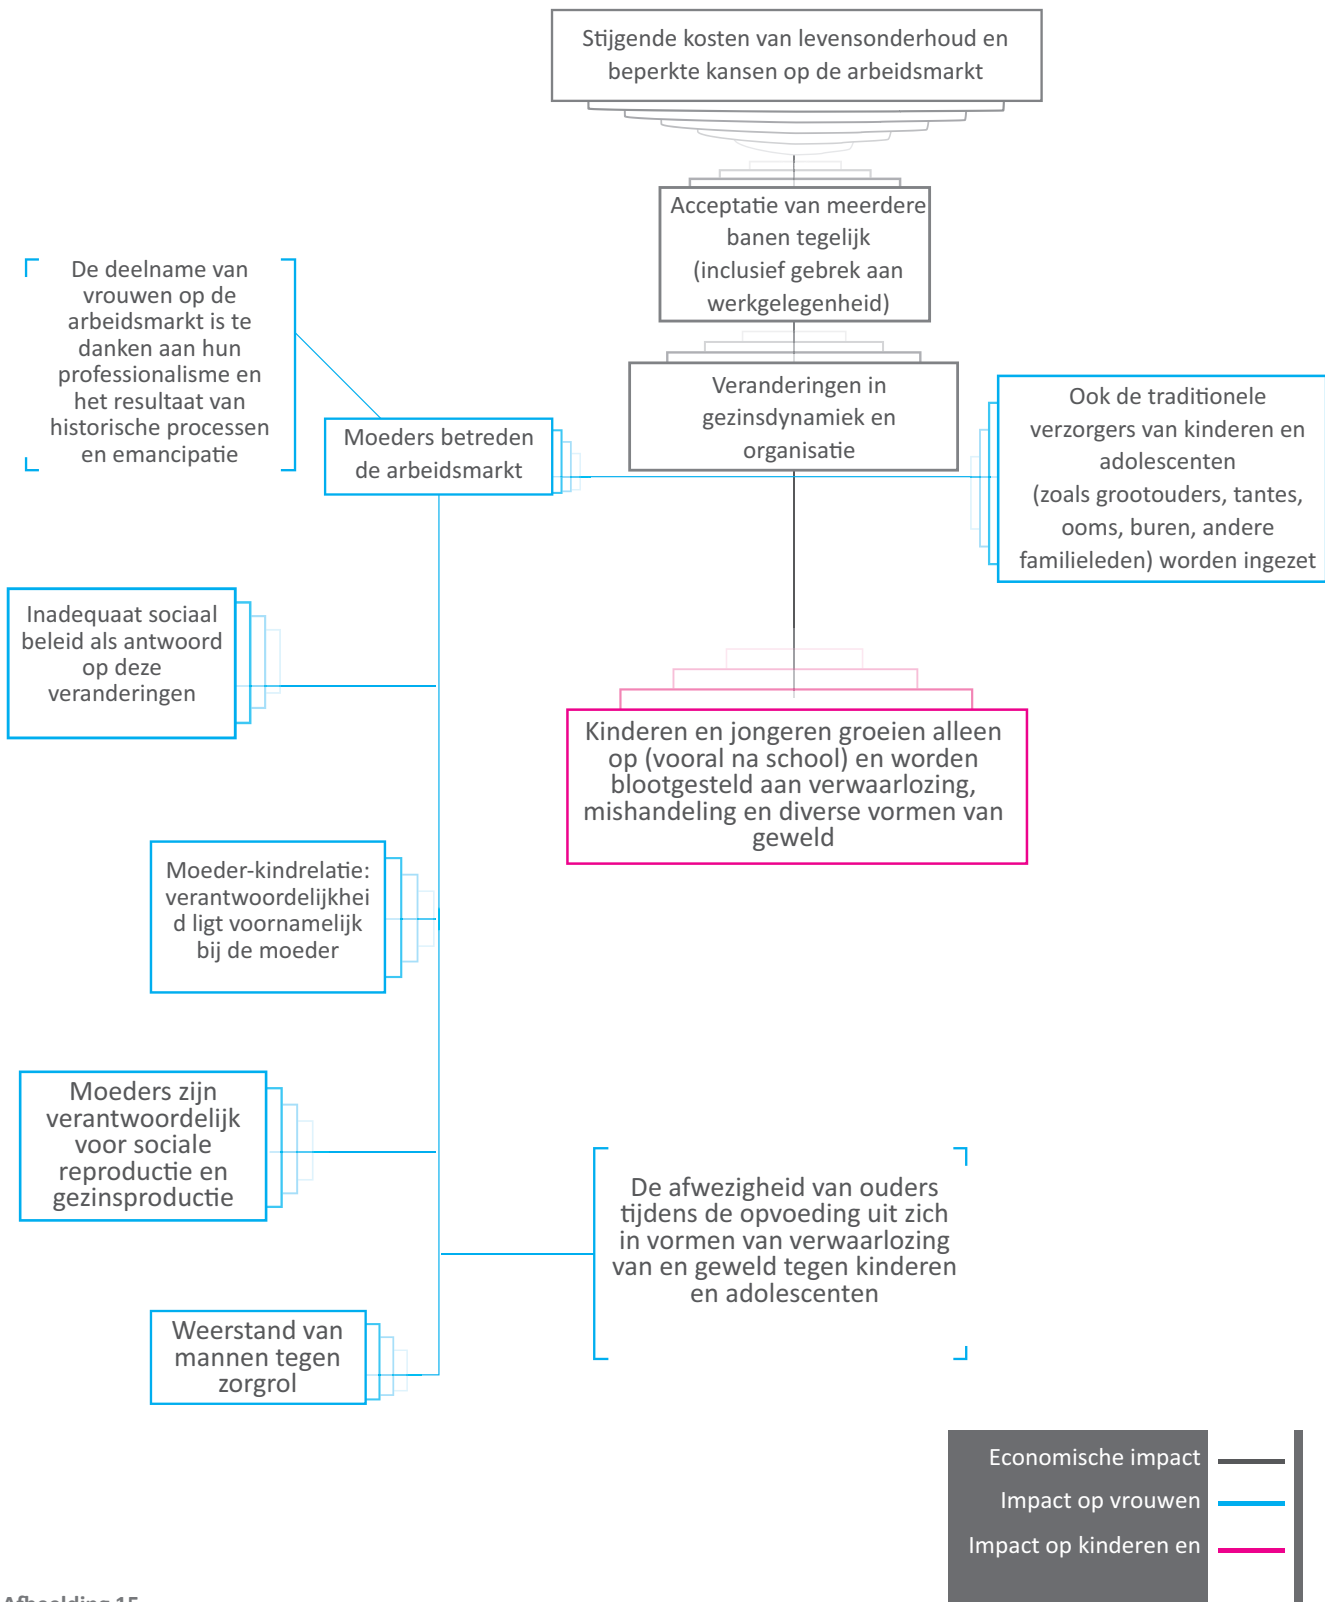 Stijgende kosten van levensonderhoud en
beperkte kansen op de arbeidsmarkt
Acceptatie van meerdere
banen tegelijk
(inclusief gebrek aan
werkgelegenheid)
De deelname van
vrouwen op de
arbeidsmarkt is te
danken aan hun
professionalisme en
het resultaat van
historische processen
en emancipatie
Moeders betreden
de arbeidsmarkt
Veranderingen in
gezinsdynamiek en
organisatie
Ook de traditionele
verzorgers van kinderen en
adolescenten
(zoals grootouders, tantes,
ooms, buren, andere
familieleden) worden ingezet
Inadequaat sociaal
beleid als antwoord
op deze
veranderingen
Kinderen en jongeren groeien alleen
op (vooral na school) en worden
blootgesteld aan verwaarlozing,
mishandeling en diverse vormen van
geweld
Moeder-kindrelatie:
verantwoordelijkhei
d ligt voornamelijk
bij de moeder
Moeders zijn
verantwoordelijk
voor sociale
reproductie en
gezinsproductie
De afwezigheid van ouders
tijdens de opvoeding uit zich
in vormen van verwaarlozing
van en geweld tegen kinderen
en adolescenten
Weerstand van
mannen tegen
zorgrol
Economische impact
Impact op vrouwen
Impact op kinderen en
Afbeelding 15